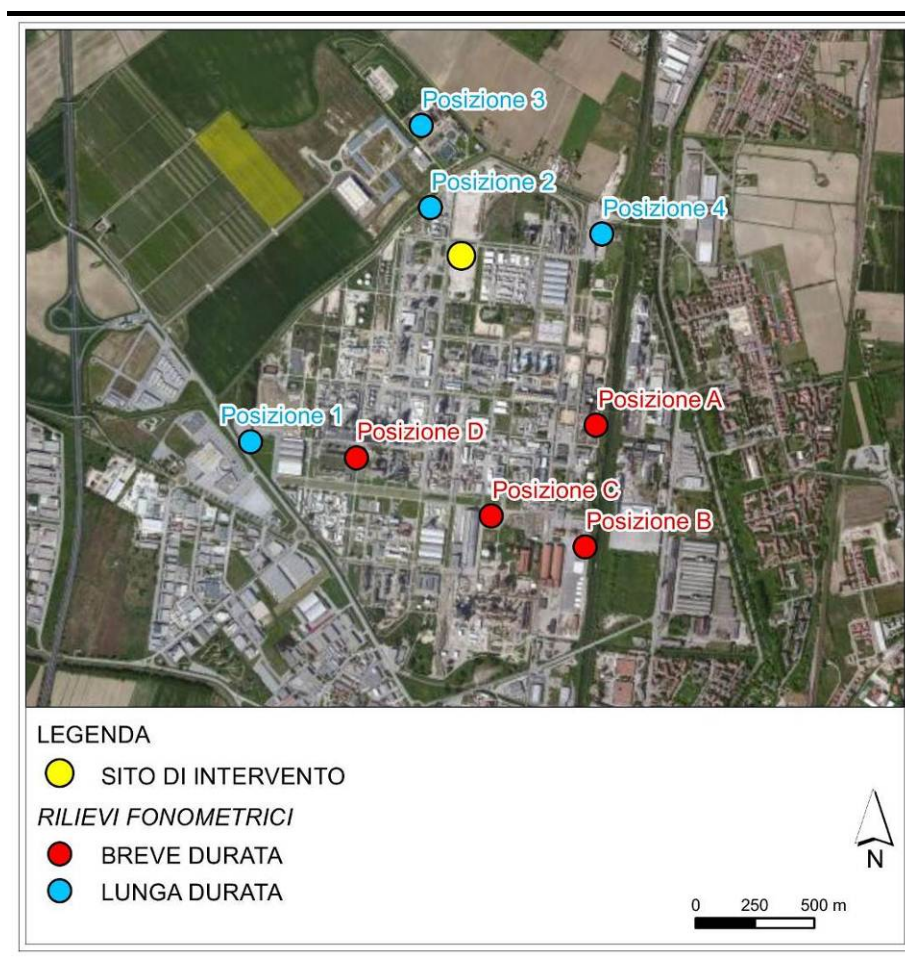 Posizione 3
Posizione 2
Posizione 4
Posizione A
Posizione 1
Posizione D
Posizione C
Posizione B
LEGENDA
SITO DI INTERVENTO
RILIEVI FONOMETRICI
BREVE DURATA
LUNGA DURATA
N
0 250 500 m